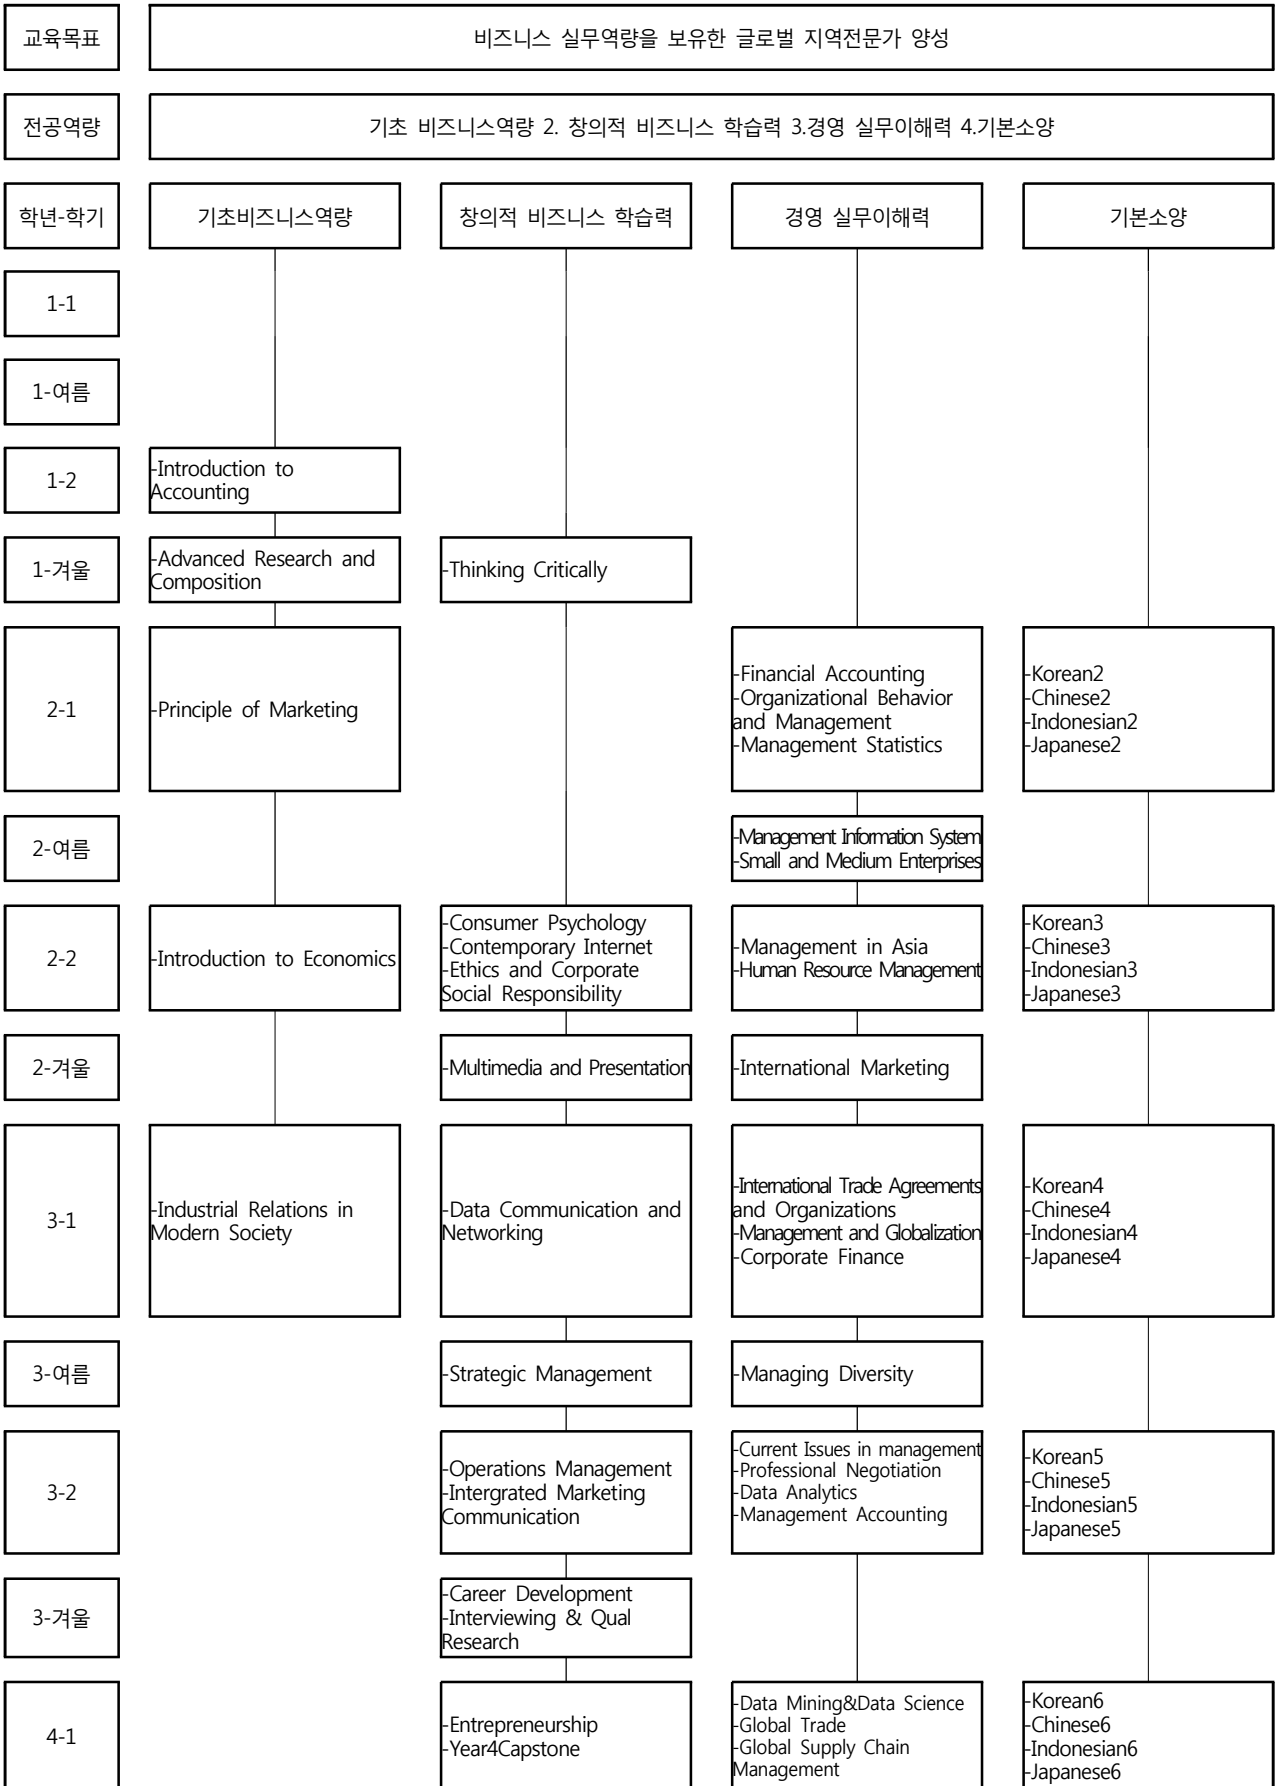 교육목표
비즈니스 실무역량을 보유한 글로벌 지역전문가 양성
전공역량
기초 비즈니스역량 2. 창의적 비즈니스 학습력 3.경영 실무이해력 4.기본소양
학년-학기
기초비즈니스역량
창의적 비즈니스 학습력
경영 실무이해력
기본소양
1-1
1-여름
1-2
-Introduction to
Accounting
1-겨울
-Advanced Research and
Composition
-Thinking Critically
2-1
-Principle of Marketing
-Financial Accounting
-Organizational Behavior
and Management
-Management Statistics
-Korean2
-Chinese2
-Indonesian2
-Japanese2
2-여름
-Management Information System
-Small and Medium Enterprises
2-2
-Introduction to Economics
-Consumer Psychology
-Contemporary Internet
-Ethics and Corporate
Social Responsibility
-Management in Asia
-Human Resource Management
-Korean3
-Chinese3
-Indonesian3
-Japanese3
2-겨울
-Multimedia and Presentation
-International Marketing
3-1
-Industrial Relations in
Modern Society
-Data Communication and
Networking
-International Trade Agreements
and Organizations
-Management and Globalization
-Corporate Finance
-Korean4
-Chinese4
-Indonesian4
-Japanese4
3-여름
-Strategic Management
-Managing Diversity
3-2
-Operations Management
-Intergrated Marketing
Communication
-Current Issues in management
-Professional Negotiation
-Data Analytics
-Management Accounting
-Korean5
-Chinese5
-Indonesian5
-Japanese5
3-겨울
-Career Development
-Interviewing & Qual
Research
4-1
-Entrepreneurship
-Year4Capstone
-Data Mining&Data Science
-Global Trade
-Global Supply Chain
Management
-Korean6
-Chinese6
-Indonesian6
-Japanese6